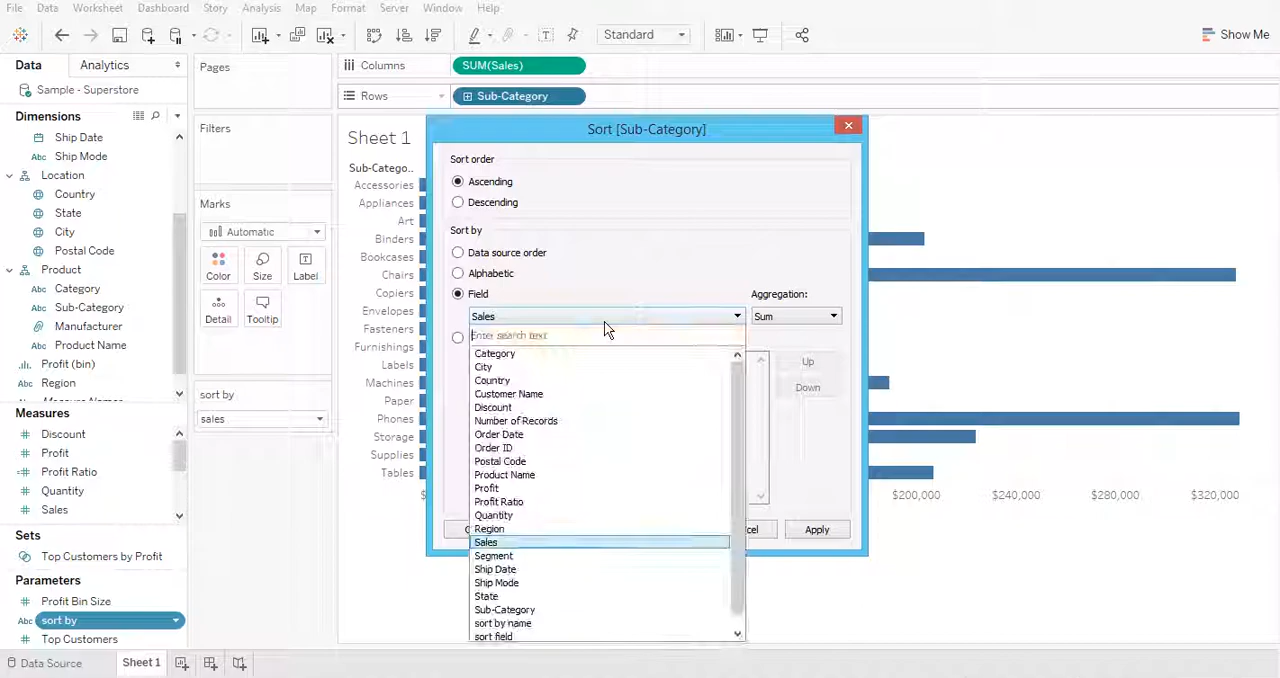 File Data Worksheet Dashboard Story Analysis Map Format Server Window Help
Standard
Show Me
Data
Analytics
Sample - Superstore
Dimensions
Ship Date
Abc Ship Mode
Location
Country
State
City
Postal Code
Product
Abc Category
Abc Sub-Category
Manufacturer
Abc Product Name
Profit (bin)
Abc Region
Measures
Discount
Profit
Profit Ratio
Quantity
Sales
Sets
Top Customers by Profit
Parameters
Profit Bin Size
Abc sort by
Top Customers
Pages
Filters
Marks
Automatic
Color
Size
Label
Detail
Tooltip
sort by
sales
Columns
SUM(Sales)
Rows
Sub-Category
Sheet 1
Sub-Catego..
Accessories
Appliances
Art
Binders
Bookcases
Chairs
Copiers
Envelopes
Fasteners
Furnishings
Labels
Machines
Paper
Phones
Storage
Supplies
Tables
$200,000
$240,000
$280,000
$320,000
Sort [Sub-Category]
Sort order
Ascending
Descending
Sort by
Data source order
Alphabetic
Field
Aggregation:
Sales
Sum
Enter search text
Category
City
Country
Customer Name
Discount
Number of Records
Order Date
Order ID
Postal Code
Product Name
Profit
Profit Ratio
Quantity
Region
Sales
Segment
Ship Date
Ship Mode
State
Sub-Category
sort by name
sort field
Up
Down
Apply
Data Source
Sheet 1